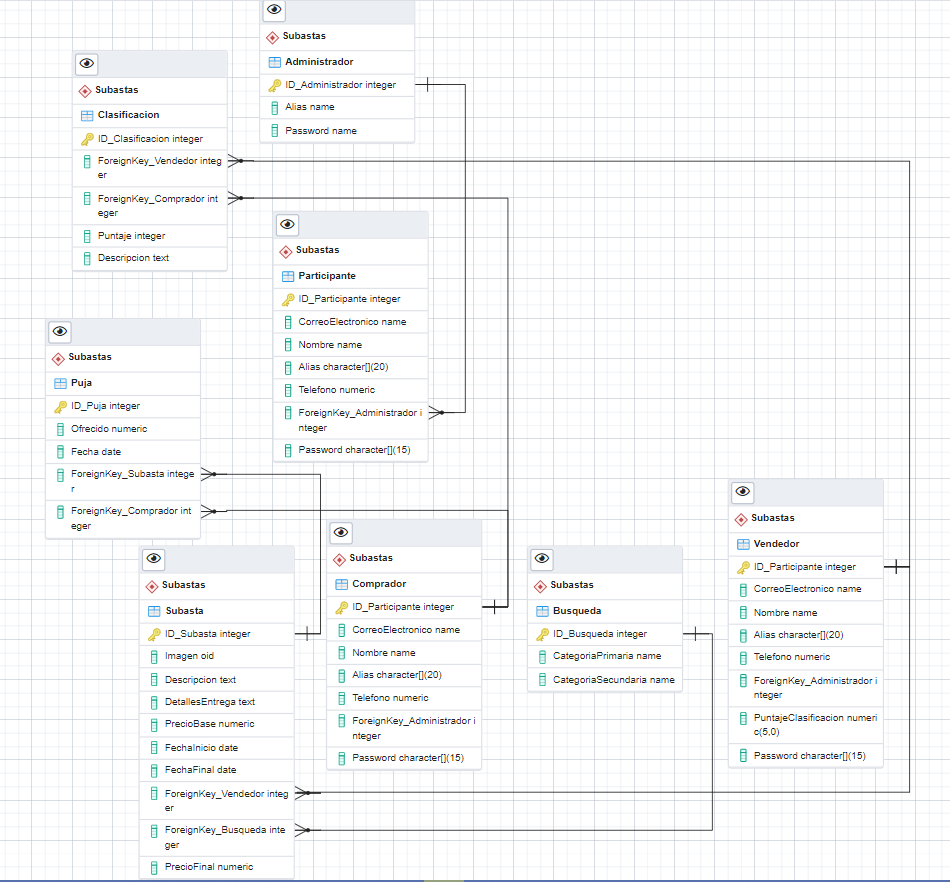 Subastas
Administrador
ID_Administrador integer
Alias name
Password name
Subastas
Clasificacion
ID_Clasificacion integer
ForeignKey_Vendedor integ
er
ForeignKey_Comprador int
eger
Puntaje integer
Descripcion text
Subastas
Participante
ID_Participante integer
CorreoElectronico name
Nombre name
Alias character[](20)
Telefono numeric
ForeignKey_Administrador i
nteger
Password character[](15)
Subastas
Puja
ID_Puja integer
Ofrecido numeric
Fecha date
ForeignKey_Subasta intege
r
ForeignKey_Comprador int
eger
Subastas
Subasta
ID_Subasta integer
Imagen oid
Descripcion text
DetallesEntrega text
PrecioBase numeric
FechaInicio date
FechaFinal date
ForeignKey_Vendedor integ
er
ForeignKey_Busqueda inte
ger
PrecioFinal numeric
Subastas
Comprador
ID_Participante integer
CorreoElectronico name
Nombre name
Alias character[](20)
Telefono numeric
ForeignKey_Administrador i
nteger
Password character[](15)
Subastas
Busqueda
ID_Busqueda integer
CategoriaPrimaria name
CategoriaSecundaria name
Subastas
Vendedor
ID_Participante integer
CorreoElectronico name
Nombre name
Alias character[](20)
Telefono numeric
ForeignKey_Administrador i
nteger
PuntajeClasificacion numeri
c(5,0)
Password character[](15)